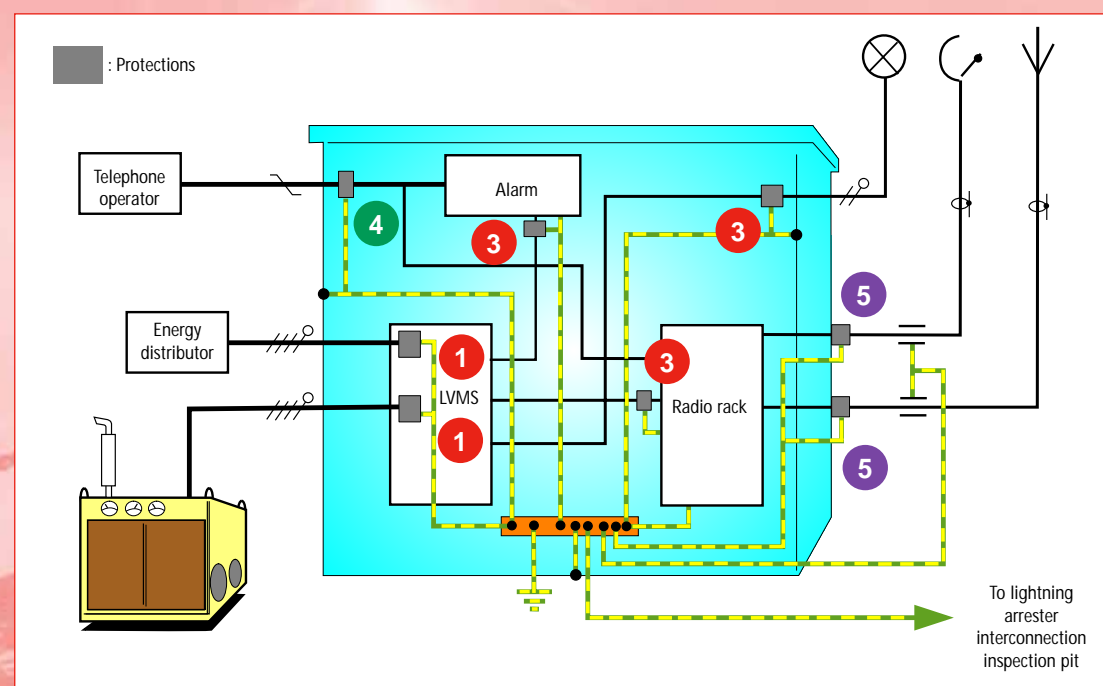 : Protections
Telephone
operator
Alarm
4
3
3
5
Energy
distributor
1
LVMS
1
3
Radio rack
5
To lightning
arrester
interconnection
inspection pit